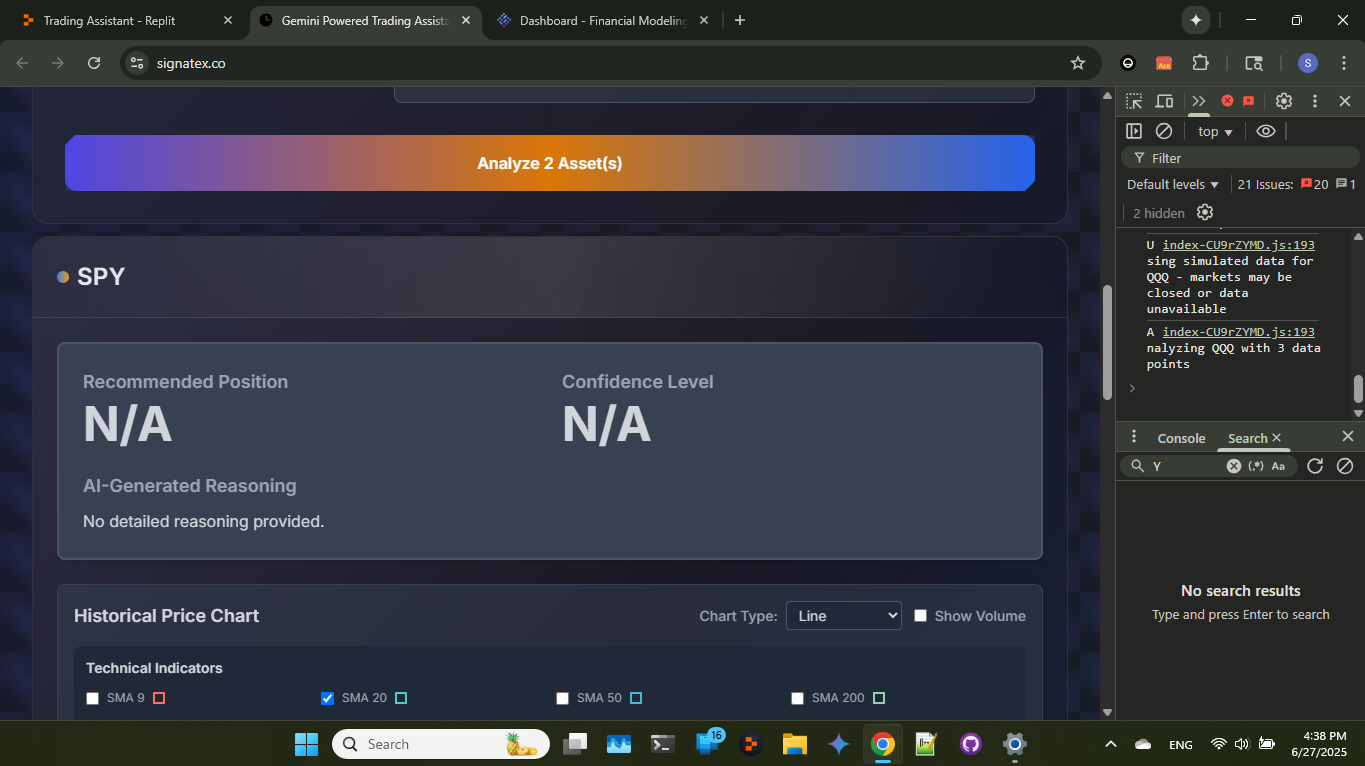 Trading Assistant - Replit
Gemini Powered Trading Assista
Dashboard - Financial Modeling
signatex.co
S
Analyze 2 Asset(s)
SPY
Recommended Position
N/A
Confidence Level
N/A
AI-Generated Reasoning
No detailed reasoning provided.
Historical Price Chart
Chart Type:
Line
Show Volume
Technical Indicators
SMA 9
SMA 20
SMA 50
SMA 200
top
Filter
Default levels
21 Issues:
20
1
2 hidden
U index-CU9rZYMD.js:193
sing simulated data for
QQQ - markets may be
closed or data
unavailable
A index-CU9rZYMD.js:193
nalyzing QQQ with 3 data
points
Console
Search
Y
(.*)
Aa
No search results
Type and press Enter to search
Search
16
ENG
4:38 PM
6/27/2025